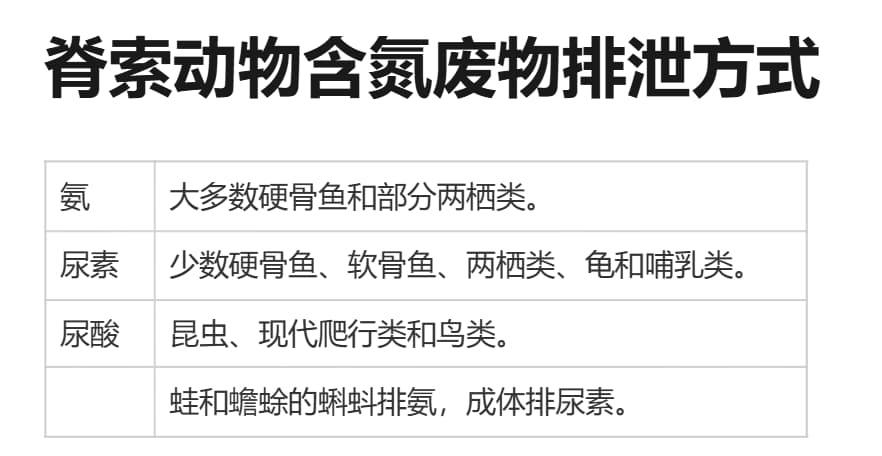 脊索动物含氮废物排泄方式
氨 大多数硬骨鱼和部分两栖类。
尿素 少数硬骨鱼、软骨鱼、两栖类、龟和哺乳类。
尿酸 昆虫、现代爬行类和鸟类。
蛙和蟾蜍的蝌蚪排氨，成体排尿素。